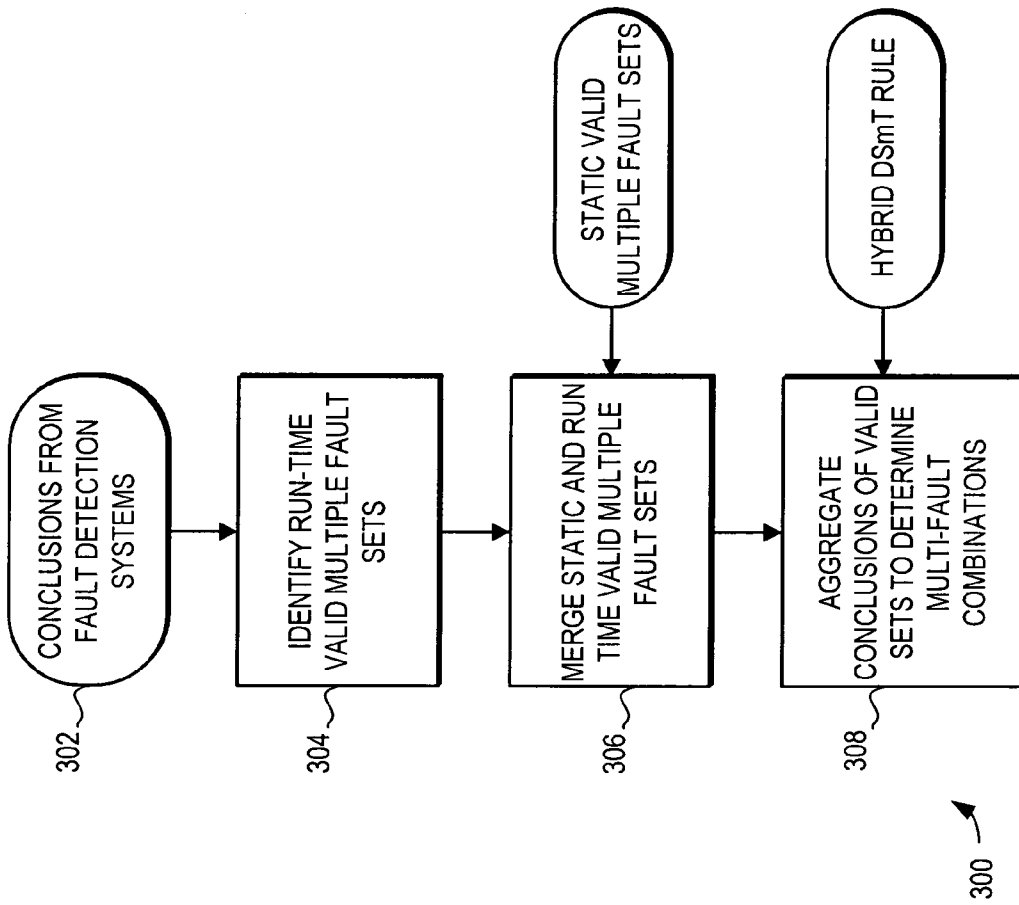 CONCLUSIONS FROM
FAULT DETECTION
SYSTEMS
302
IDENTIFY RUN-TIME
VALID MULTIPLE FAULT
SETS
304
MERGE STATIC AND RUN
TIME VALID MULTIPLE
FAULT SETS
306
STATIC VALID
MULTIPLE FAULT SETS
AGGREGATE
CONCLUSIONS OF VALID
SETS TO DETERMINE
MULTI-FAULT
COMBINATIONS
308
HYBRID DSmT RULE
300